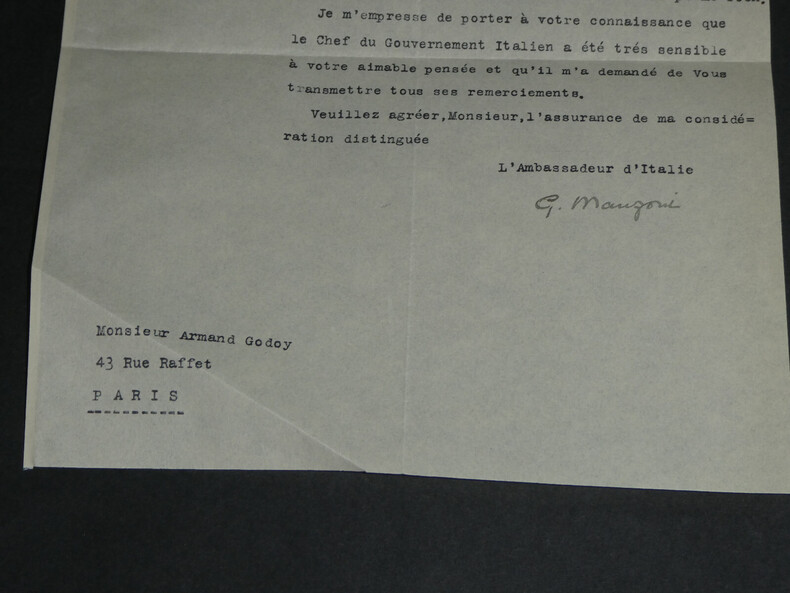 Je m'empresse de porter à votre connaissance que
le Chef du Gouvernement Italien a été trés sensible
à votre aimable pensée et qu'il m'a demandé de Vous
transmettre tous ses remerciements.
Veuillez agréer,Monsieur,l'assurance de ma considé=
ration distinguée
L'Ambassadeur d'Italie
G. Manzoni
Monsieur Armand Godoy
43 Rue Raffet
PARIS